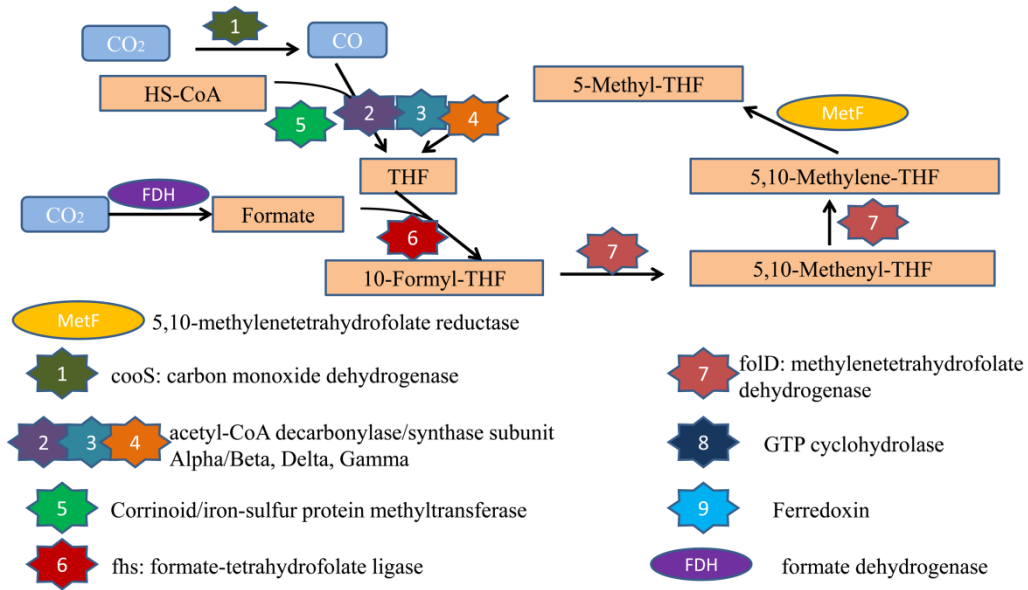 1
CO2
CO
HS-CoA
5-Methyl-THF
MetF
5
2
3
4
THF
5,10-Methylene-THF
FDH
CO2
Formate
6
7
7
10-Formyl-THF
5,10-Methenyl-THF
MetF
5,10-methylenetetrahydrofolate reductase
1
cooS: carbon monoxide dehydrogenase
7
folD: methylenetetrahydrofolate
dehydrogenase
2
3
4
acetyl-CoA decarbonylase/synthase subunit
Alpha/Beta, Delta, Gamma
8
GTP cyclohydrolase
5
Corrinoid/iron-sulfur protein methyltransferase
9
Ferredoxin
6
fhs: formate-tetrahydrofolate ligase
FDH
formate dehydrogenase